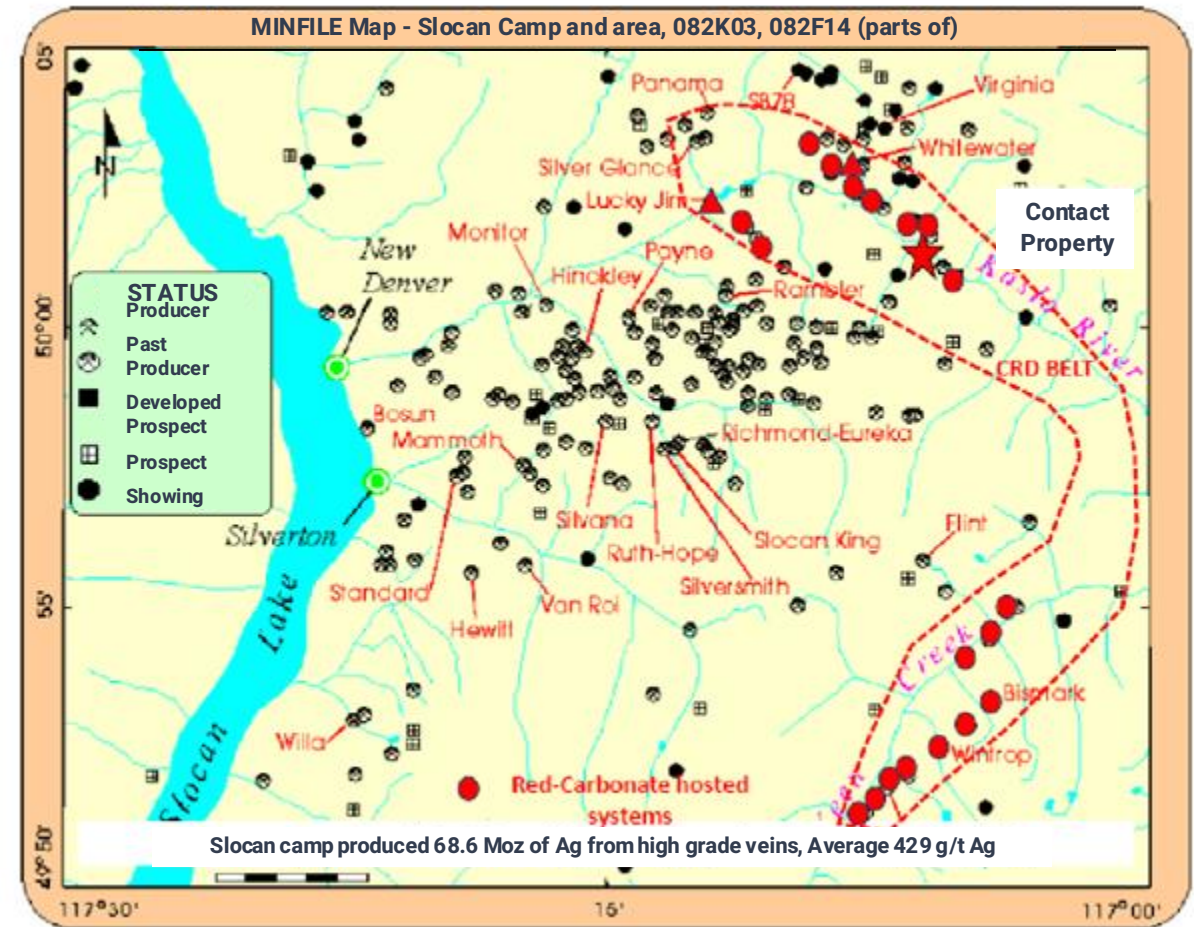 MINFILE Map - Slocan Camp and area, 082K03, 082F14 (parts of)
05'
Panama
SB7B
Virginia
Whitewater
Silver Glance
Lucky Jim
N
Contact
Property
Monitor
New
Denver
Payne
Hinckley
Rambler
Kaslo River
STATUS
Producer
Past
Producer
Developed
Prospect
Prospect
Showing
50°00'
CRD BELT
Bosun
Mammoth
Richmond-Eureka
Silverton
Silvana
Ruth-Hope
Slocan King
Silversmith
Flint
Standard
Van Roi
Hewitt
55'
Slocan Lake
Creek
Bismark
Willa
Wintrop
Red-Carbonate hosted
systems
Slocan camp produced 68.6 Moz of Ag from high grade veins, Average 429 g/t Ag
49°50'
117°30'
15'
117°00'